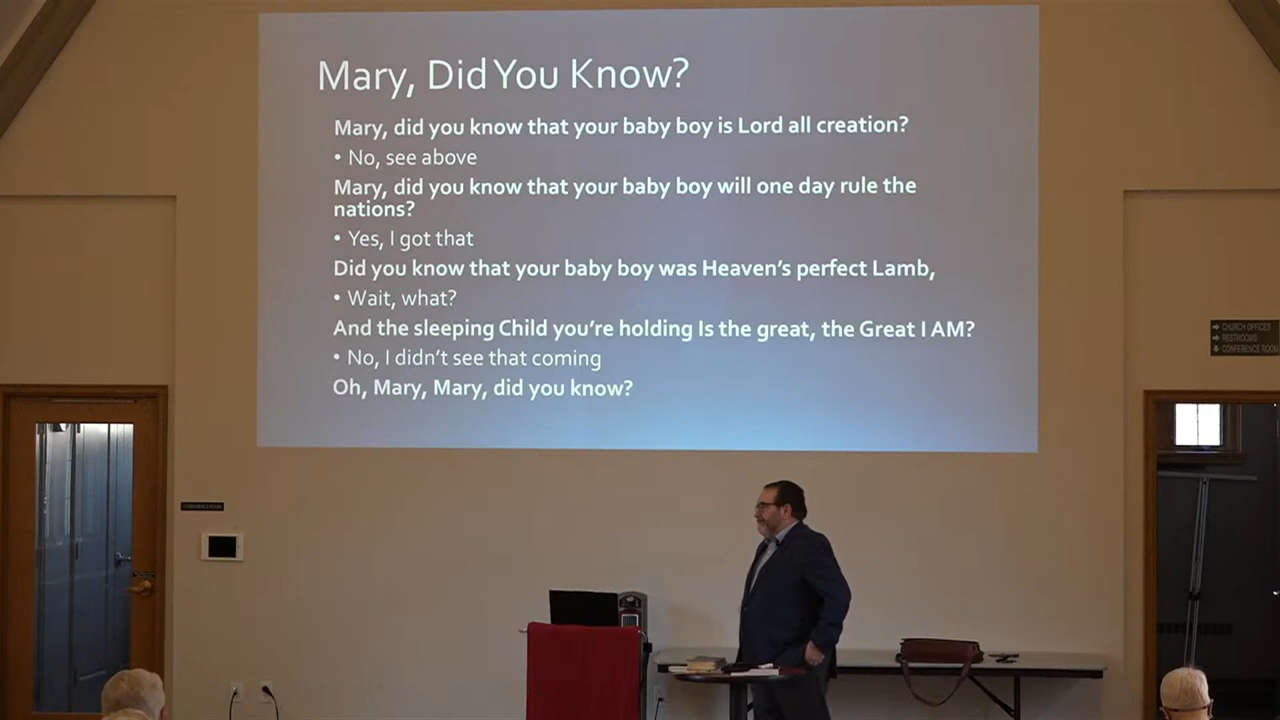 Mary, Did You Know?
Mary, did you know that your baby boy is Lord all creation?
• No, see above
Mary, did you know that your baby boy will one day rule the
nations?
• Yes, I got that
Did you know that your baby boy was Heaven's perfect Lamb,
• Wait, what?
And the sleeping Child you're holding Is the great, the Great I AM?
• No, I didn't see that coming
Oh, Mary, Mary, did you know?
→ CHURCH OFFICES
→ RESTROOMS
CONFERENCE ROOM
CONFERENCE ROOM